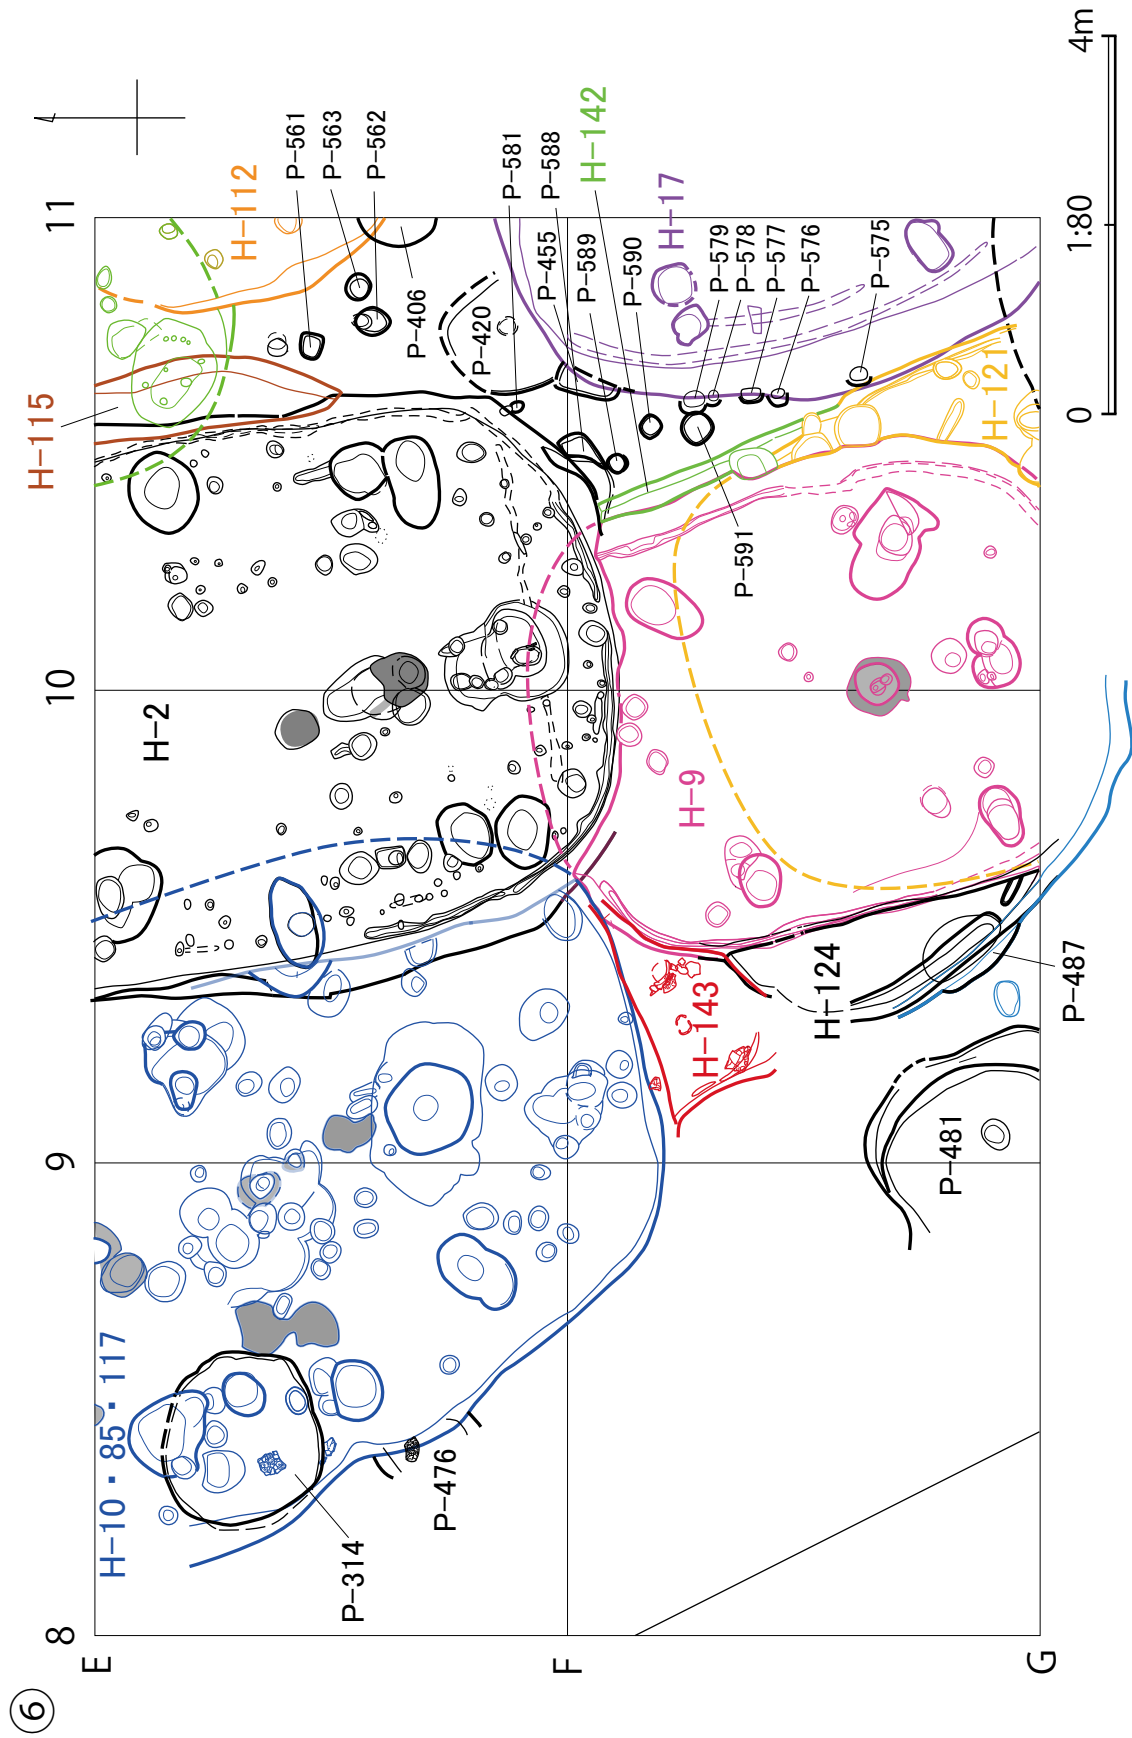 ⑥
8
9
10
11
E
F
G
H-10・85・117
P-314
P-476
H-2
H-115
H-112
P-561
P-563
P-562
P-406
P-420
P-581
P-588
P-455
P-589
P-590
H-142
H-17
P-579
P-578
P-577
P-576
P-575
P-591
H-121
H-9
H-143
H-124
P-487
P-481
0
1:80
4m